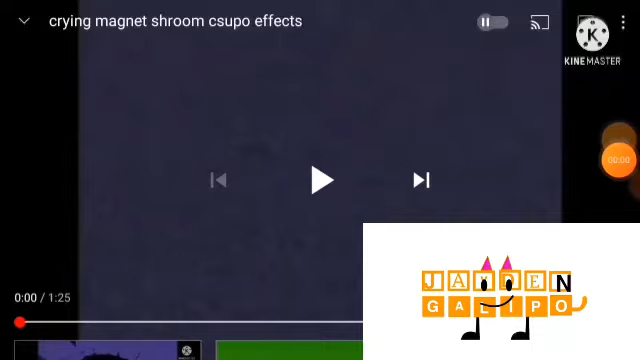 crying magnet shroom csupo effects
K
KINEMASTER
00:00
0:00 / 1:25
JAYDEN
GALIPO